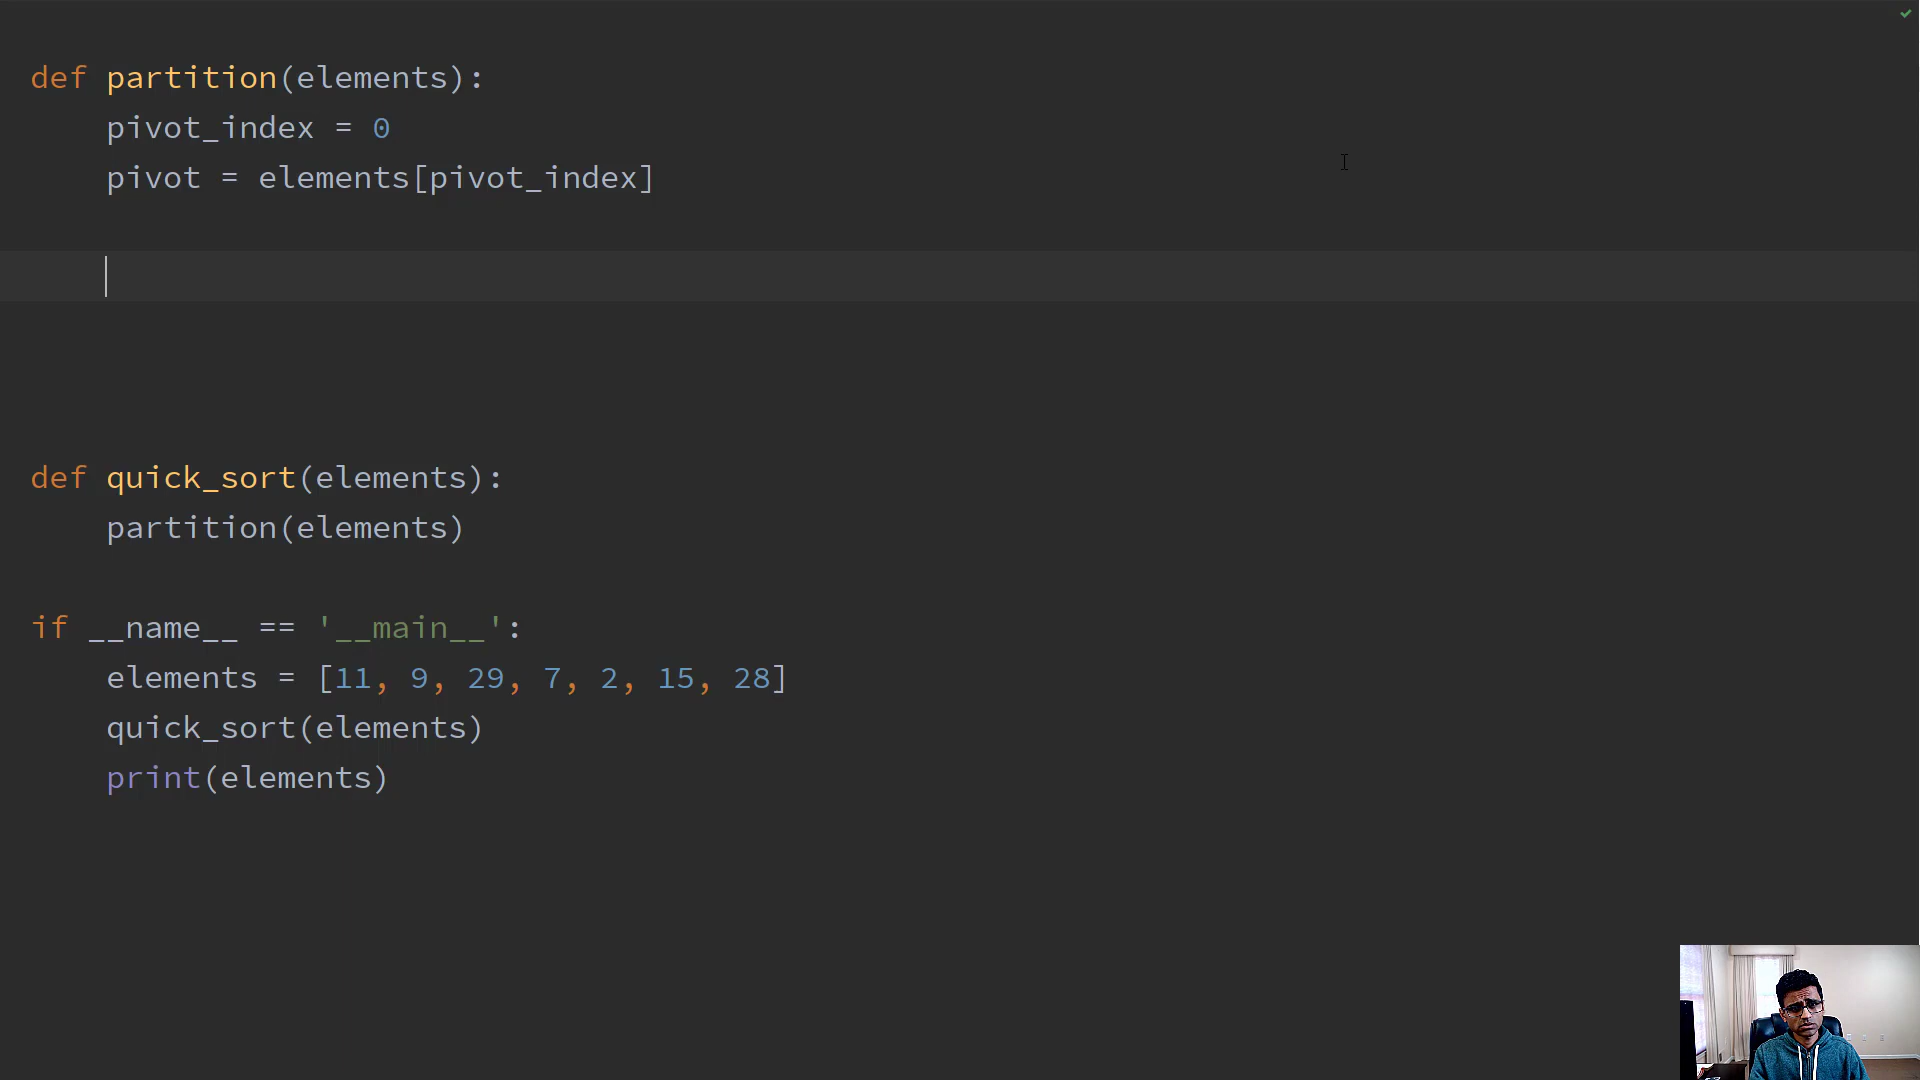 def partition(elements):
    pivot_index = 0
    pivot = elements[pivot_index]
def quick_sort(elements):
    partition(elements)
if __name__ == '__main__':
    elements = [11, 9, 29, 7, 2, 15, 28]
    quick_sort(elements)
    print(elements)